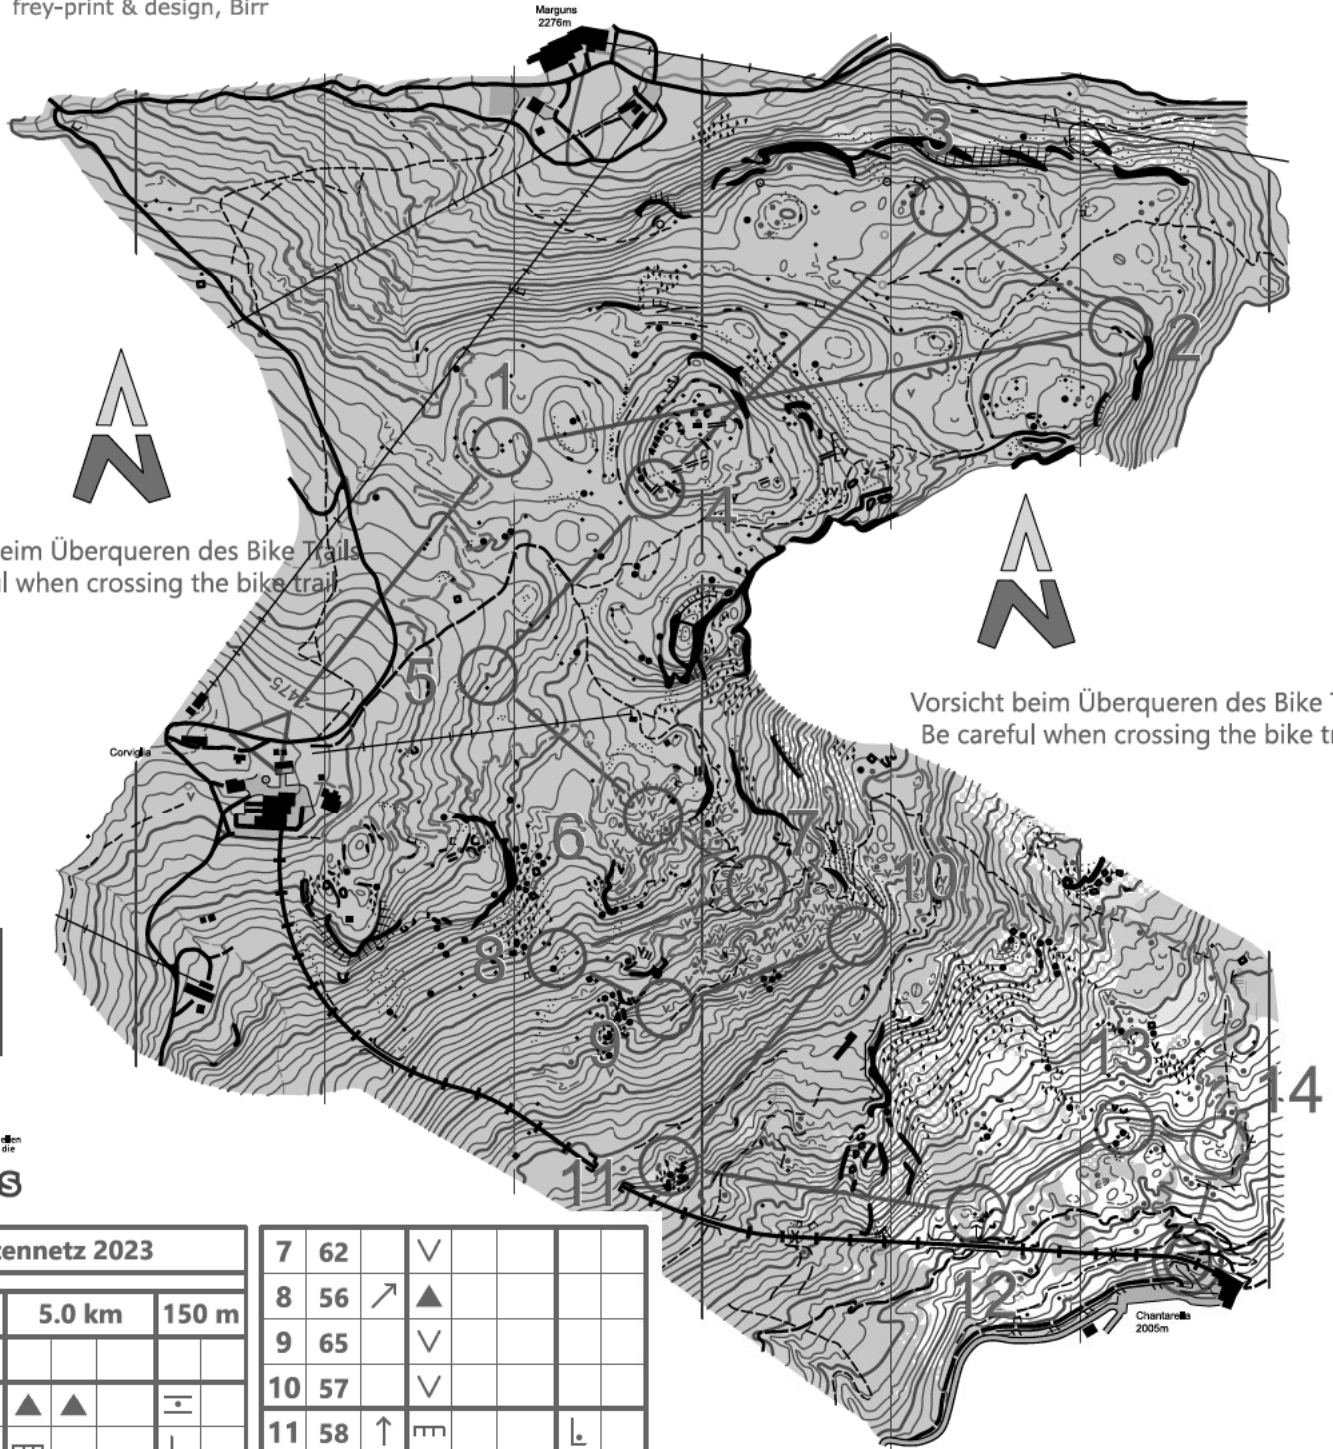 frey-print & design, Birr
Marguns
2276m
3
2
1
4
eim Überqueren des Bike Trails
l when crossing the bike trail.
5
2475
Vorsicht beim Überqueren des Bike T
Be careful when crossing the bike tr
Corviglia
6
7
10
8
9
13
14
11
12
Chantarella
2005m
die
s
tennetz 2023
5.0 km 150 m
7 62
8 56
9 65
10 57
11 58